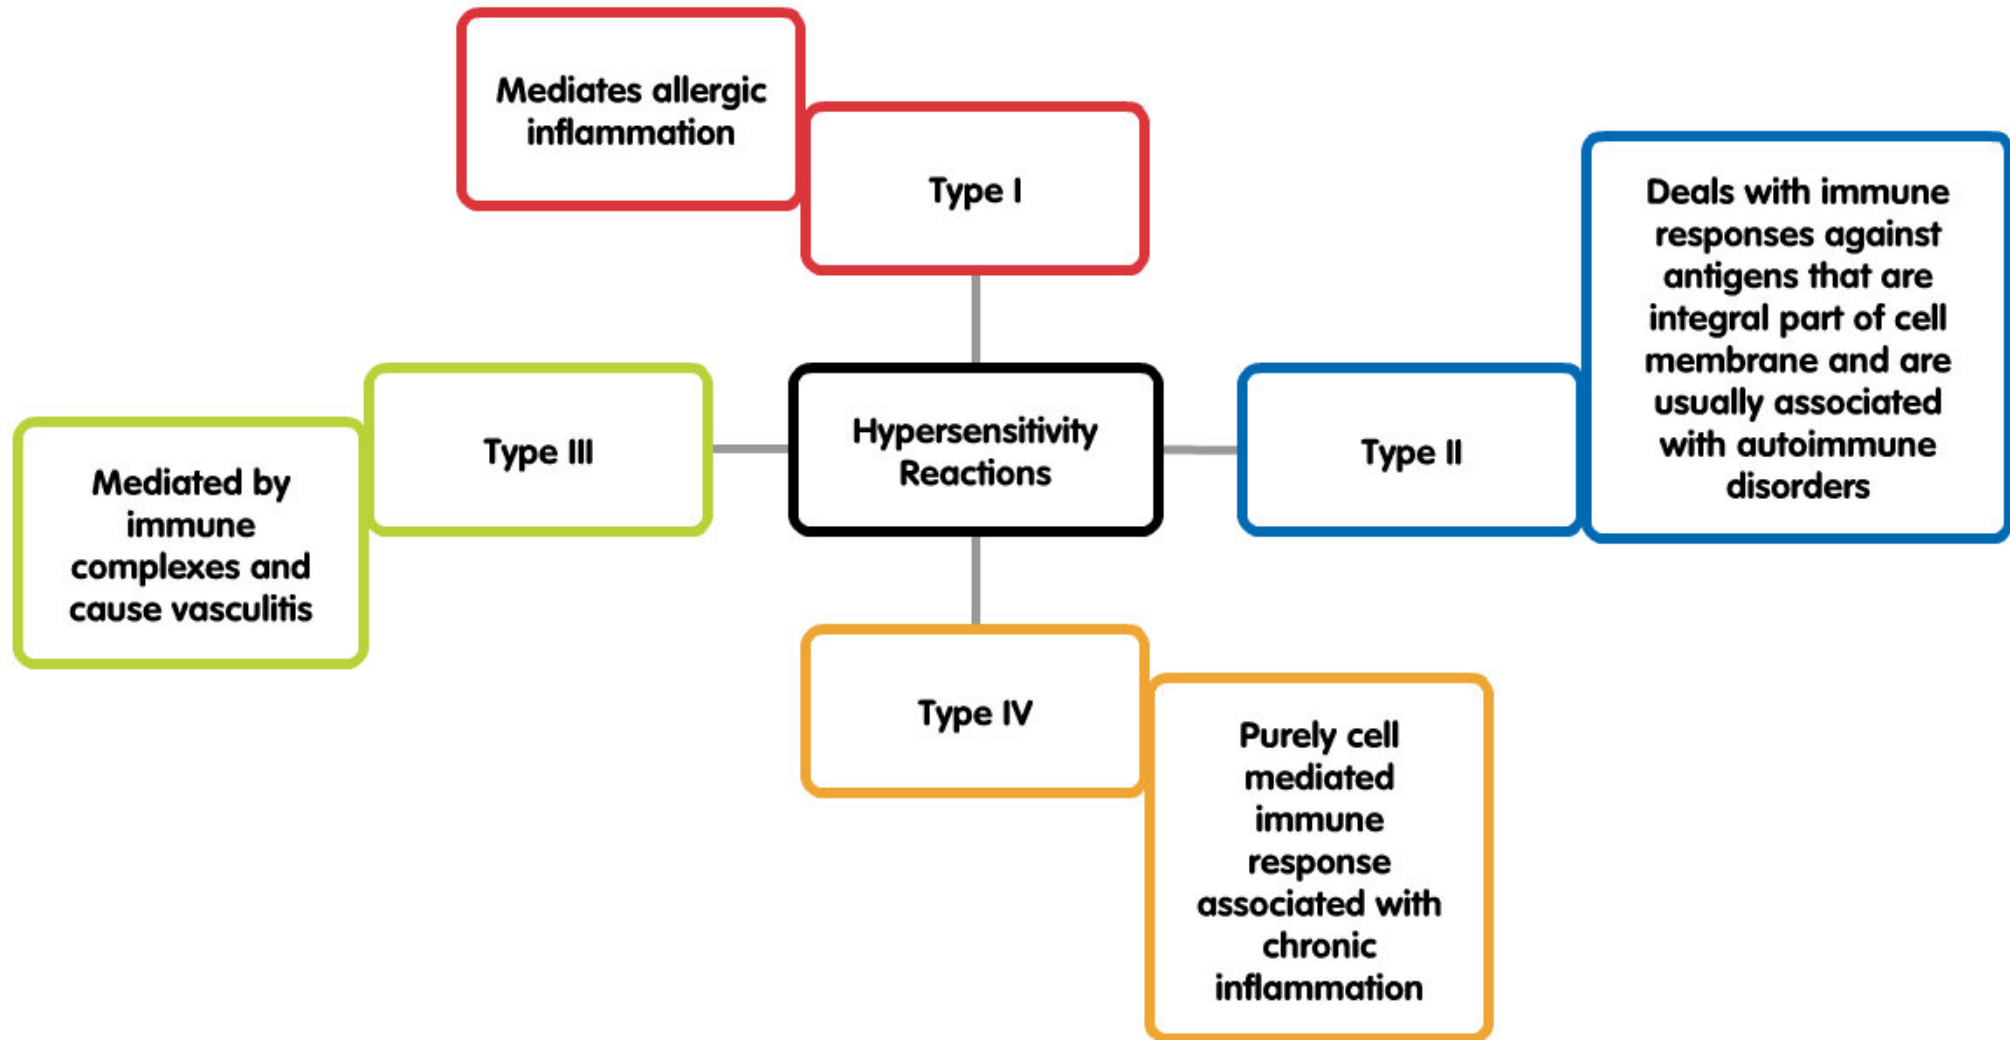 Mediates allergic
inflammation
Type I
Deals with immune
responses against
antigens that are
integral part of cell
membrane and are
usually associated
with autoimmune
disorders
Type III
Hypersensitivity
Reactions
Type II
Mediated by
immune
complexes and
cause vasculitis
Type IV
Purely cell
mediated
immune
response
associated with
chronic
inflammation